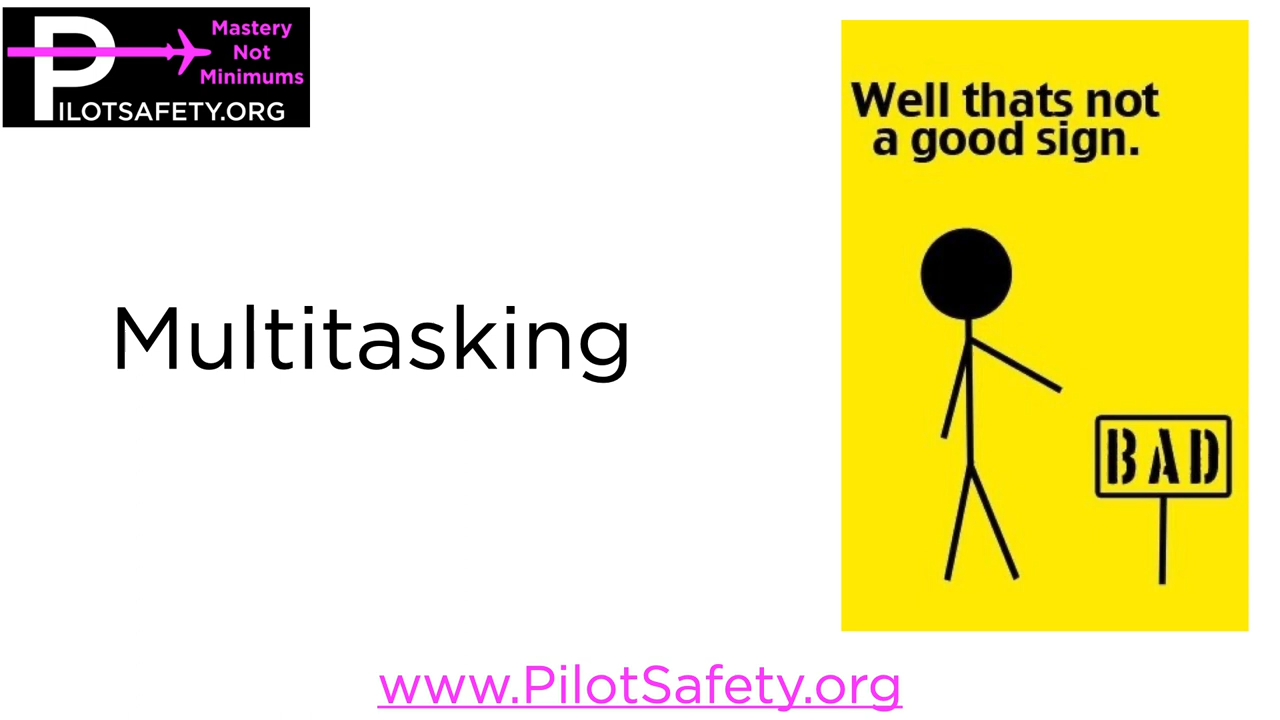 Mastery
Not
Minimums
PILOTSAFETY.ORG
Well thats not
a good sign.
Multitasking
BAD
www.PilotSafety.org